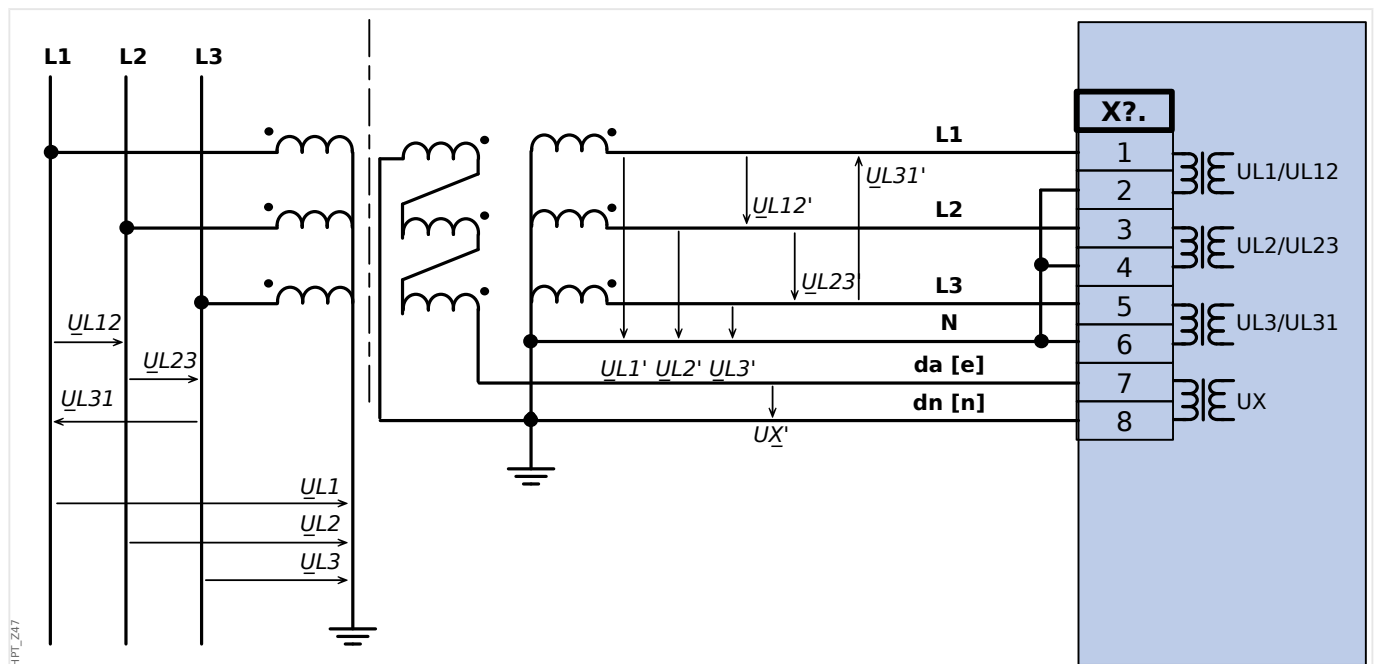 L1 L2 L3
X?.
L1
1
UL1/UL12
UL31'
2
UL12'
L2
3
UL2/UL23
4
UL23'
L3
5
UL12
N
UL3/UL31
6
UL23
UL1' UL2' UL3'
da [e]
7
UL31
dn [n]
UX
8
UX'
UL1
UL2
UL3
HPT_Z47